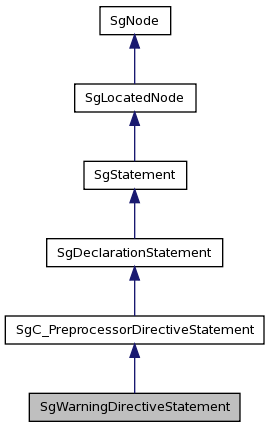 SgNode
SgLocatedNode
SgStatement
SgDeclarationStatement
SgC_PreprocessorDirectiveStatement
SgWarningDirectiveStatement